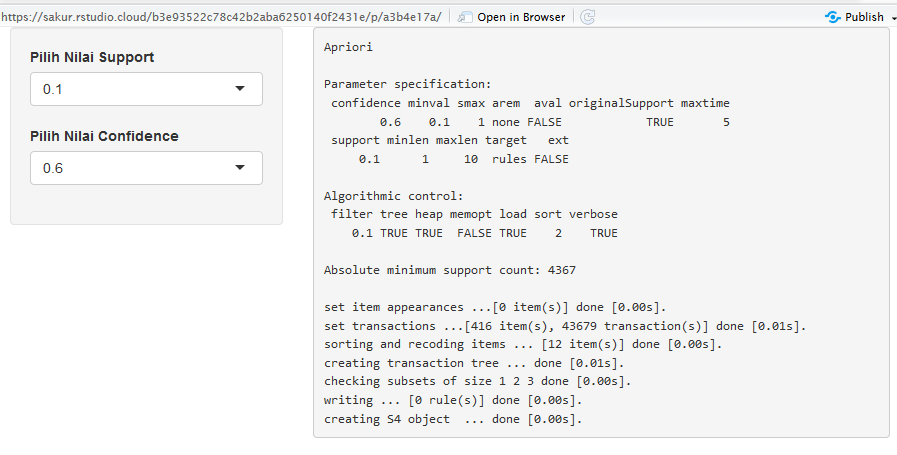 https://sakur.rstudio.cloud/b3e93522c78c42b2aba6250140f2431e/p/a3b4e17a/ Open in Browser Publish
Pilih Nilai Support
0.1
Pilih Nilai Confidence
0.6
Apriori
Parameter specification:
confidence minval smax arem aval originalSupport maxtime
0.6 0.1 1 none FALSE TRUE 5
support minlen maxlen target ext
0.1 1 10 rules FALSE
Algorithmic control:
filter tree heap memopt load sort verbose
0.1 TRUE TRUE FALSE TRUE 2 TRUE
Absolute minimum support count: 4367
set item appearances ...[0 item(s)] done [0.00s].
set transactions ...[416 item(s), 43679 transaction(s)] done [0.01s].
sorting and recoding items ... [12 item(s)] done [0.00s].
creating transaction tree ... done [0.01s].
checking subsets of size 1 2 3 done [0.00s].
writing ... [0 rule(s)] done [0.00s].
creating S4 object ... done [0.00s].